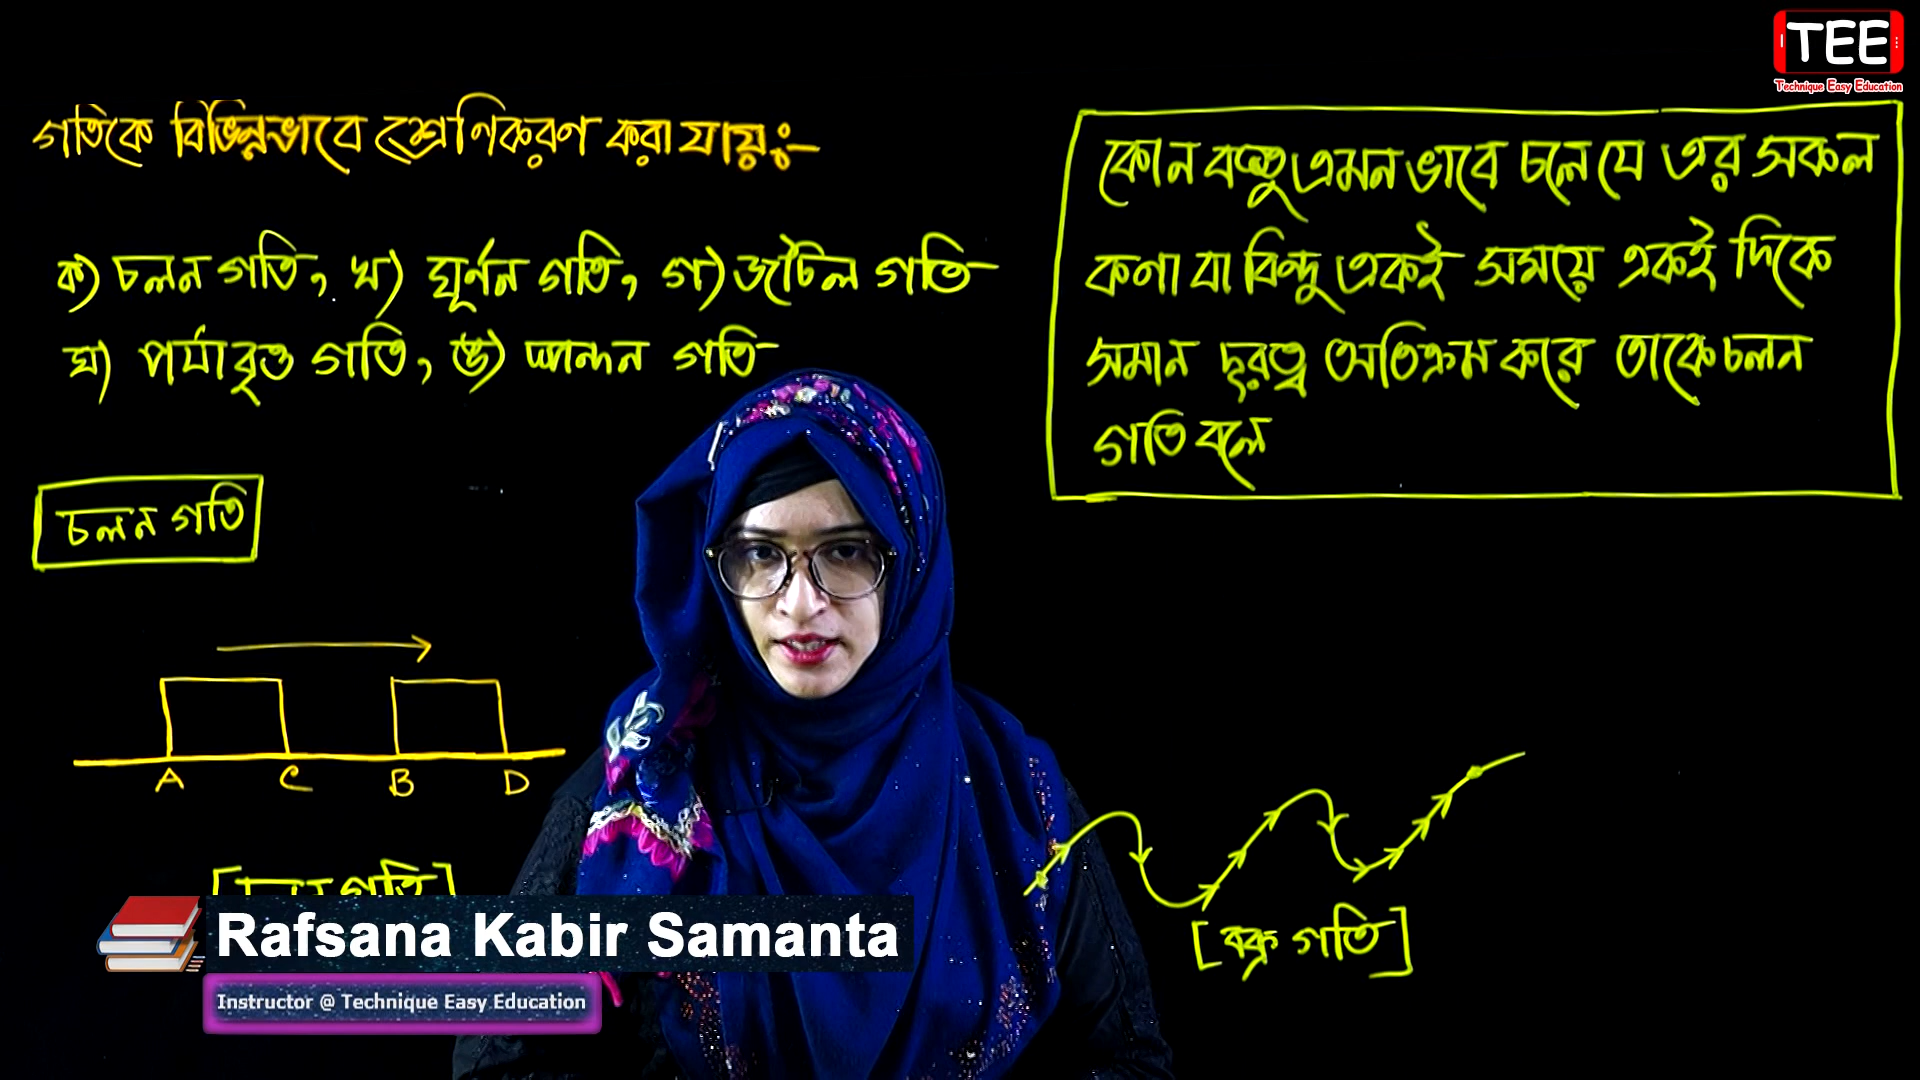 TEE
Technique Easy Education
গতিকে বিভিন্নভাবে শ্রেণিকরণ করা যায়ঃ-
ক) চলন গতি, খ) ঘূর্ণন গতি, গ) জটিল গতি
ঘ) পর্যাবৃত্ত গতি, ঙ) স্পন্দন গতি
কোন বস্তু এমন ভাবে চলে যে এর সকল
কণা বা বিন্দু একই সময়ে একই দিকে
সমান দূরত্ব অতিক্রম করে তাকে চলন
গতি বলে
চলন গতি
A C B D
গতি]
[বক্র গতি]
Rafsana Kabir Samanta
Instructor @ Technique Easy Education